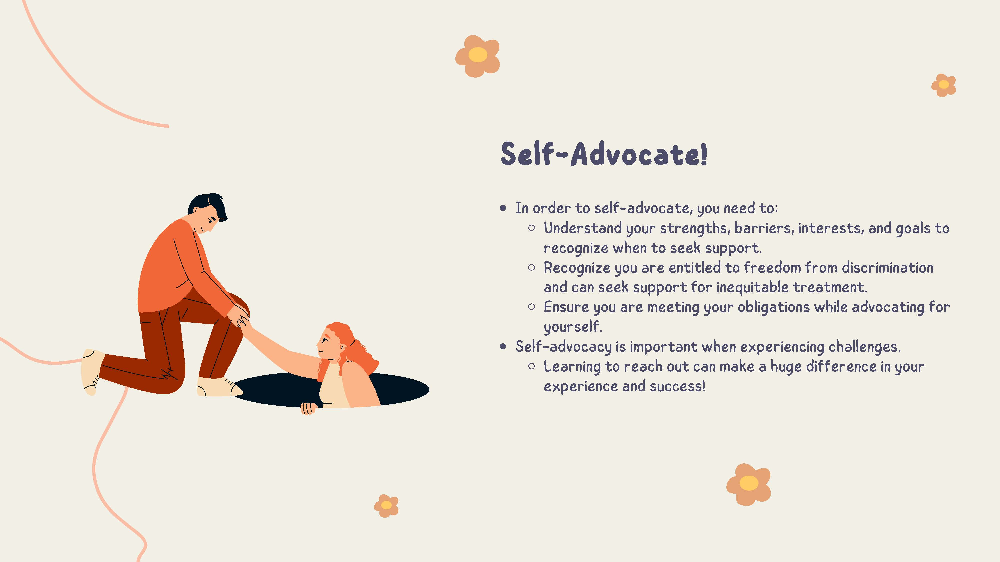 Self-Advocate!
• In order to self-advocate, you need to:
○ Understand your strengths, barriers, interests, and goals to
recognize when to seek support.
○ Recognize you are entitled to freedom from discrimination
and can seek support for inequitable treatment.
○ Ensure you are meeting your obligations while advocating for
yourself.
• Self-advocacy is important when experiencing challenges.
○ Learning to reach out can make a huge difference in your
experience and success!